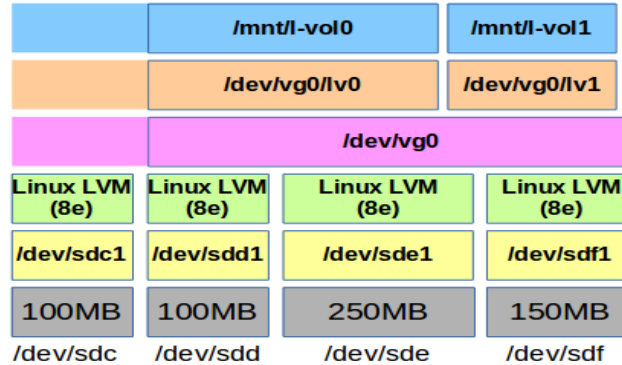 /mnt/l-vol0 /mnt/l-vol1
/dev/vg0/lv0 /dev/vg0/lv1
/dev/vg0
Linux LVM Linux LVM Linux LVM Linux LVM
(8e) (8e) (8e) (8e)
/dev/sdc1 /dev/sdd1 /dev/sde1 /dev/sdf1
100MB 100MB 250MB 150MB
/dev/sdc /dev/sdd /dev/sde /dev/sdf